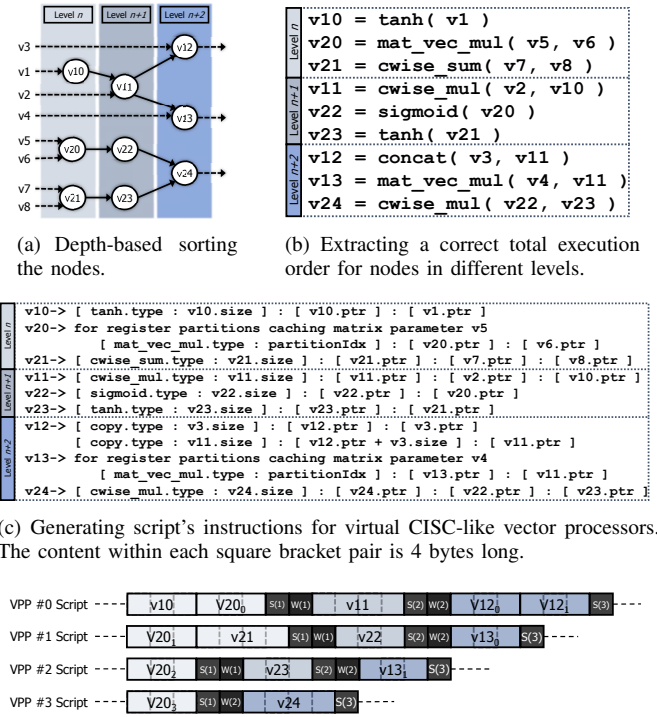 Level n
Level n+1
Level n+2
v3
v12
v1
v10
v11
v2
v4
v13
v5
v20
v22
v6
v24
v7
v21
v23
v8
(a) Depth-based sorting
the nodes.
Level n
v10 = tanh( v1 )
v20 = mat_vec_mul( v5, v6 )
v21 = cwise_sum( v7, v8 )
Level n+1
v11 = cwise_mul( v2, v10 )
v22 = sigmoid( v20 )
v23 = tanh( v21 )
Level n+2
v12 = concat( v3, v11 )
v13 = mat_vec_mul( v4, v11 )
v24 = cwise_mul( v22, v23 )
(b) Extracting a correct total execution
order for nodes in different levels.
Level n
v10-> [ tanh.type : v10.size ] : [ v10.ptr ] : [ v1.ptr ]
v20-> for register partitions caching matrix parameter v5
[ mat_vec_mul.type : partitionIdx ] : [ v20.ptr ] : [ v6.ptr ]
v21-> [ cwise_sum.type : v21.size ] : [ v21.ptr ] : [ v7.ptr ] : [ v8.ptr ]
Level n+1
v11-> [ cwise_mul.type : v11.size ] : [ v11.ptr ] : [ v2.ptr ] : [ v10.ptr ]
v22-> [ sigmoid.type : v22.size ] : [ v22.ptr ] : [ v20.ptr ]
v23-> [ tanh.type : v23.size ] : [ v23.ptr ] : [ v21.ptr ]
Level n+2
v12-> [ copy.type : v3.size ] : [ v12.ptr ] : [ v3.ptr ]
[ copy.type : v11.size ] : [ v12.ptr + v3.size ] : [ v11.ptr ]
v13-> for register partitions caching matrix parameter v4
[ mat_vec_mul.type : partitionIdx ] : [ v13.ptr ] : [ v11.ptr ]
v24-> [ cwise_mul.type : v24.size ] : [ v24.ptr ] : [ v22.ptr ] : [ v23.ptr ]
(c) Generating script's instructions for virtual CISC-like vector processors.
The content within each square bracket pair is 4 bytes long.
VPP #0 Script v10 V20₀ S(1) W(1) v11 S(2) W(2) V12₀ V12₁ S(3)
VPP #1 Script V20₁ v21 S(1) W(1) v22 S(2) W(2) v13₀ S(3)
VPP #2 Script V20₂ S(1) W(1) v23 S(2) W(2) v13₁ S(3)
VPP #3 Script V20₃ S(1) W(2) v24 S(3)